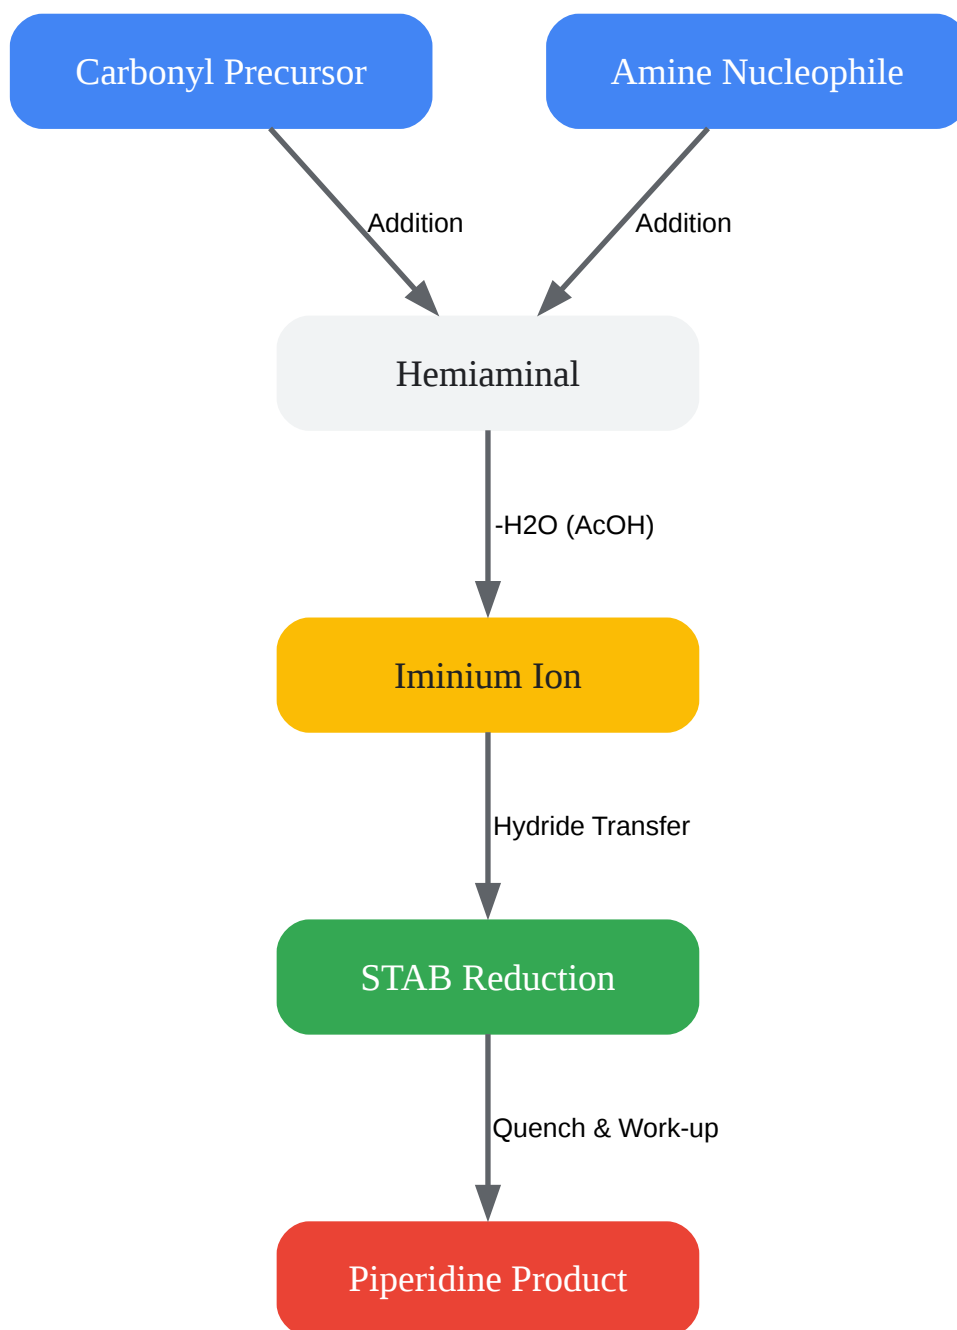 Carbonyl Precursor
Amine Nucleophile
Addition
Addition
Hemiaminal
-H2O (AcOH)
Iminium Ion
Hydride Transfer
STAB Reduction
Quench & Work-up
Piperidine Product